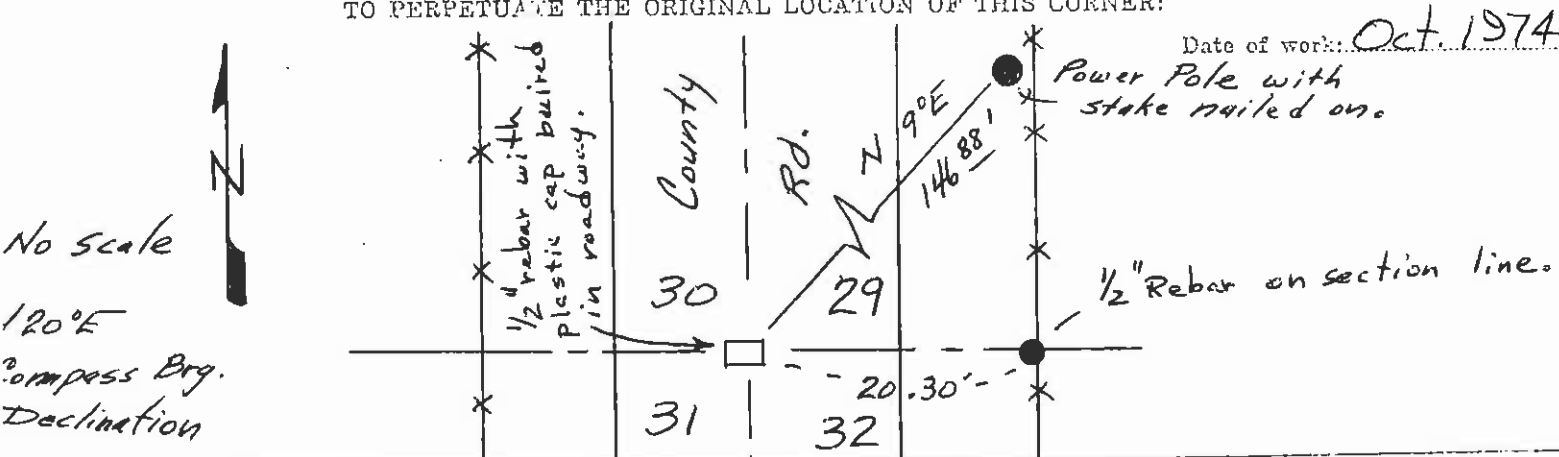 TO PERPETUATE THE ORIGINAL LOCATION OF THIS CORNER:
Date of work: Oct. 1974
Power Pole with
stake nailed on.
1/2" rebar with
plastic cap buired
in roadway.
County
Rd.
N 9°E
146 88'
N
No scale
1/2" Rebar on section line.
30
29
20.30'
31
32
Compass Brg.
Declination